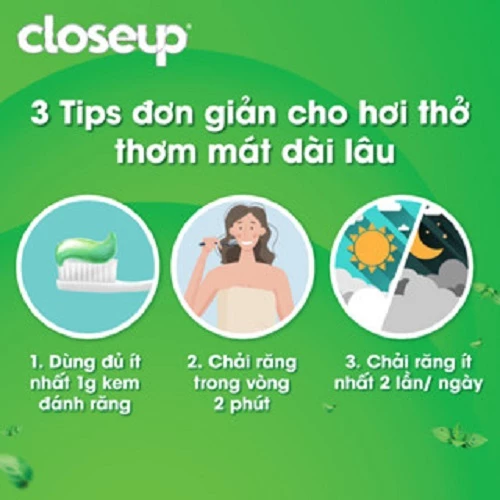 closeup
3 Tips đơn giản cho hơi thở
thơm mát dài lâu
1. Dùng đủ ít
nhất 1g kem
đánh răng
2. Chải răng
trong vòng
2 phút
3. Chải răng ít
nhất 2 lần/ ngày